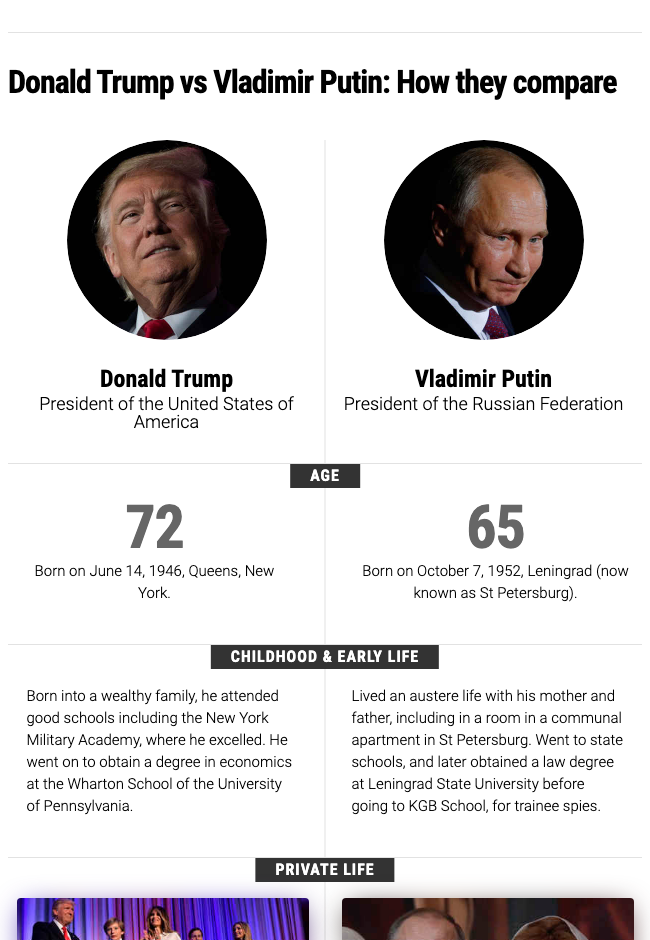 Donald Trump vs Vladimir Putin: How they compare
Donald Trump
President of the United States of
America
Vladimir Putin
President of the Russian Federation
AGE
72
Born on June 14, 1946, Queens, New
York.
65
Born on October 7, 1952, Leningrad (now
known as St Petersburg).
CHILDHOOD & EARLY LIFE
Born into a wealthy family, he attended
good schools including the New York
Military Academy, where he excelled. He
went on to obtain a degree in economics
at the Wharton School of the University
of Pennsylvania.
Lived an austere life with his mother and
father, including in a room in a communal
apartment in St Petersburg. Went to state
schools, and later obtained a law degree
at Leningrad State University before
going to KGB School, for trainee spies.
PRIVATE LIFE